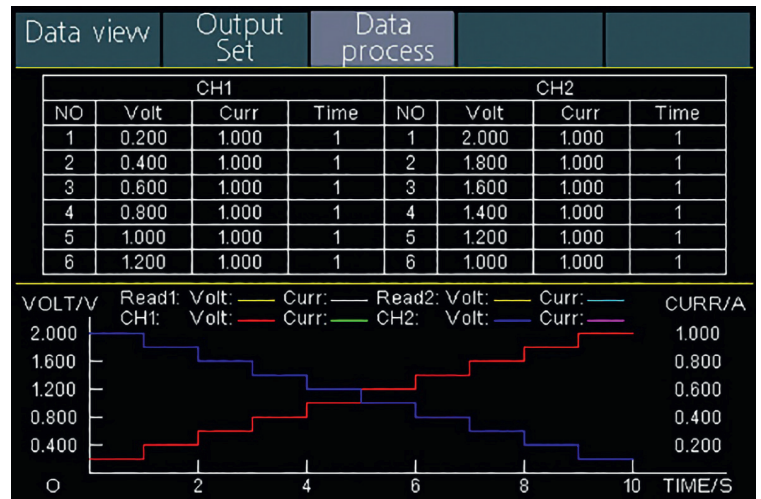 Data view Output Set Data process
CH1 CH2
NO Volt Curr Time NO Volt Curr Time
1 0.200 1.000 1 1 2.000 1.000 1
2 0.400 1.000 1 2 1.800 1.000 1
3 0.600 1.000 1 3 1.600 1.000 1
4 0.800 1.000 1 4 1.400 1.000 1
5 1.000 1.000 1 5 1.200 1.000 1
6 1.200 1.000 1 6 1.000 1.000 1
VOLT/V Read1: Volt: Curr: Read2: Volt: Curr: CURR/A
CH1: Volt: Curr: CH2: Volt: Curr:
2.000 1.000
1.600 0.800
1.200 0.600
0.800 0.400
0.400 0.200
O 2 4 6 8 10 TIME/S